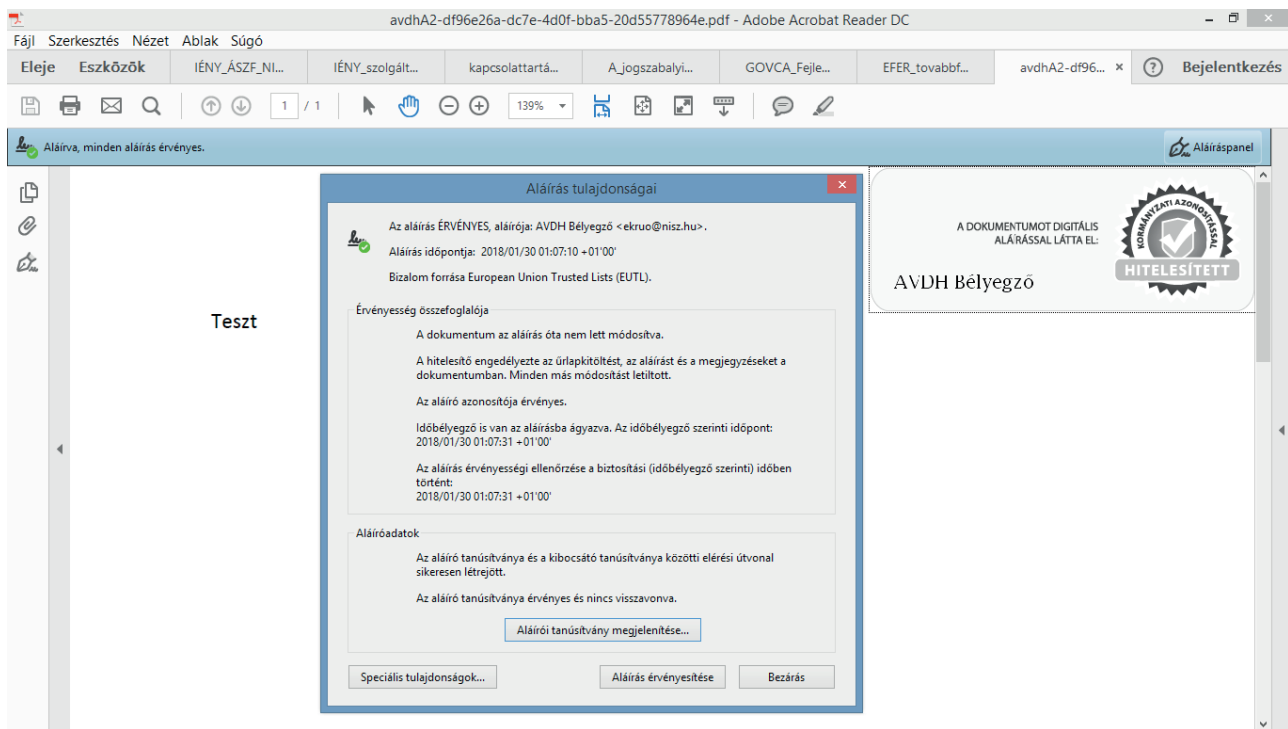 avdhA2-df96e26a-dc7e-4d0f-bba5-20d55778964e.pdf - Adobe Acrobat Reader DC
Fájl Szerkesztés Nézet Ablak Súgó
Eleje Eszközök IÉNY_ÁSZF_NI... IÉNY_szolgált... kapcsolattartá... A_jogszabalyi... GOVCA_Fejle... EFER_tovabbf... avdhA2-df96... × ? Bejelentkezés
1 / 1 139%
Aláírva, minden aláírás érvényes.
Aláíráspanel
Aláírás tulajdonságai
Az aláírás ÉRVÉNYES, aláírója: AVDH Bélyegző <ekruo@nisz.hu>.
Aláírás időpontja: 2018/01/30 01:07:10 +01'00'
Bizalom forrása European Union Trusted Lists (EUTL).
Érvényesség összefoglalója
A dokumentum az aláírás óta nem lett módosítva.
A hitelesítő engedélyezte az űrlapkitöltést, az aláírást és a megjegyzéseket a
dokumentumban. Minden más módosítást letiltott.
Az aláíró azonosítója érvényes.
Időbélyegző is van az aláírásba ágyazva. Az időbélyegző szerinti időpont:
2018/01/30 01:07:31 +01'00'
Az aláírás érvényességi ellenőrzése a biztosítási (időbélyegző szerinti) időben
történt:
2018/01/30 01:07:31 +01'00'
Aláíróadatok
Az aláíró tanúsítványa és a kibocsátó tanúsítványa közötti elérési útvonal
sikeresen létrejött.
Az aláíró tanúsítványa érvényes és nincs visszavonva.
Aláírói tanúsítvány megjelenítése...
Speciális tulajdonságok... Aláírás érvényesítése Bezárás
Teszt
A DOKUMENTUMOT DIGITÁLIS
ALÁÍRÁSSAL LÁTTA EL:
AVDH Bélyegző
KORMÁNYZATI AZONOSÍTÁSSAL
HITELESÍTETT